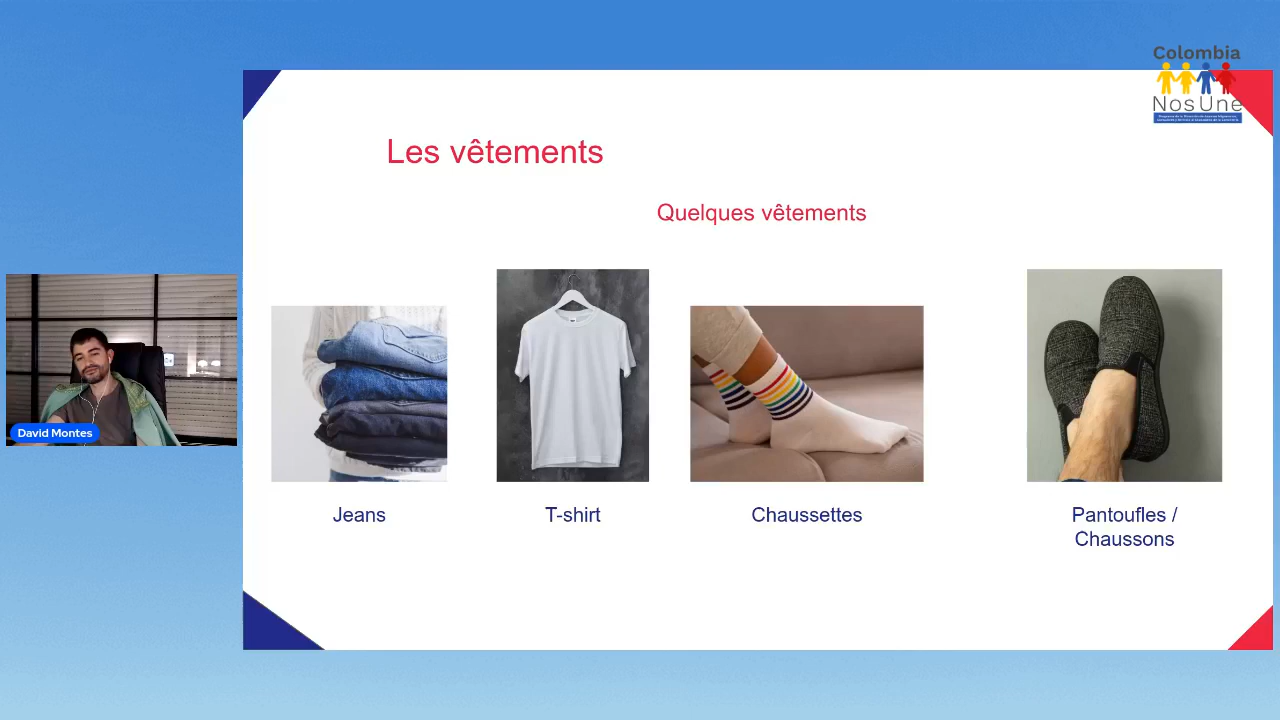 Colombia
NosUne
Les vêtements
Quelques vêtements
David Montes
Jeans
T-shirt
Chaussettes
Pantoufles /
Chaussons